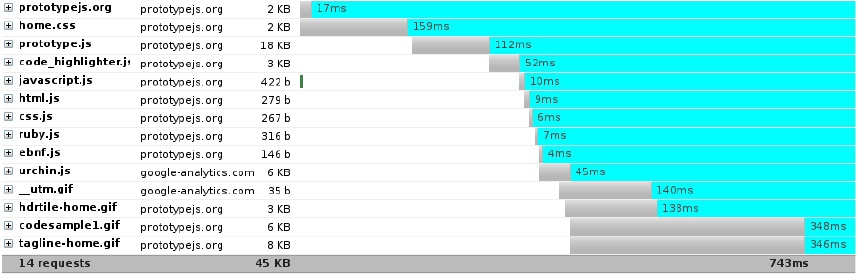 prototypejs.org prototypejs.org 2 KB 17ms
home.css prototypejs.org 2 KB 159ms
prototype.js prototypejs.org 18 KB 112ms
code_highlighter.js prototypejs.org 3 KB 52ms
javascript.js prototypejs.org 422 b 10ms
html.js prototypejs.org 279 b 9ms
css.js prototypejs.org 267 b 6ms
ruby.js prototypejs.org 316 b 7ms
ebnf.js prototypejs.org 146 b 4ms
urchin.js google-analytics.com 6 KB 45ms
__utm.gif google-analytics.com 35 b 140ms
hdrtile-home.gif prototypejs.org 3 KB 138ms
codesample1.gif prototypejs.org 6 KB 348ms
tagline-home.gif prototypejs.org 8 KB 346ms
14 requests 45 KB 743ms